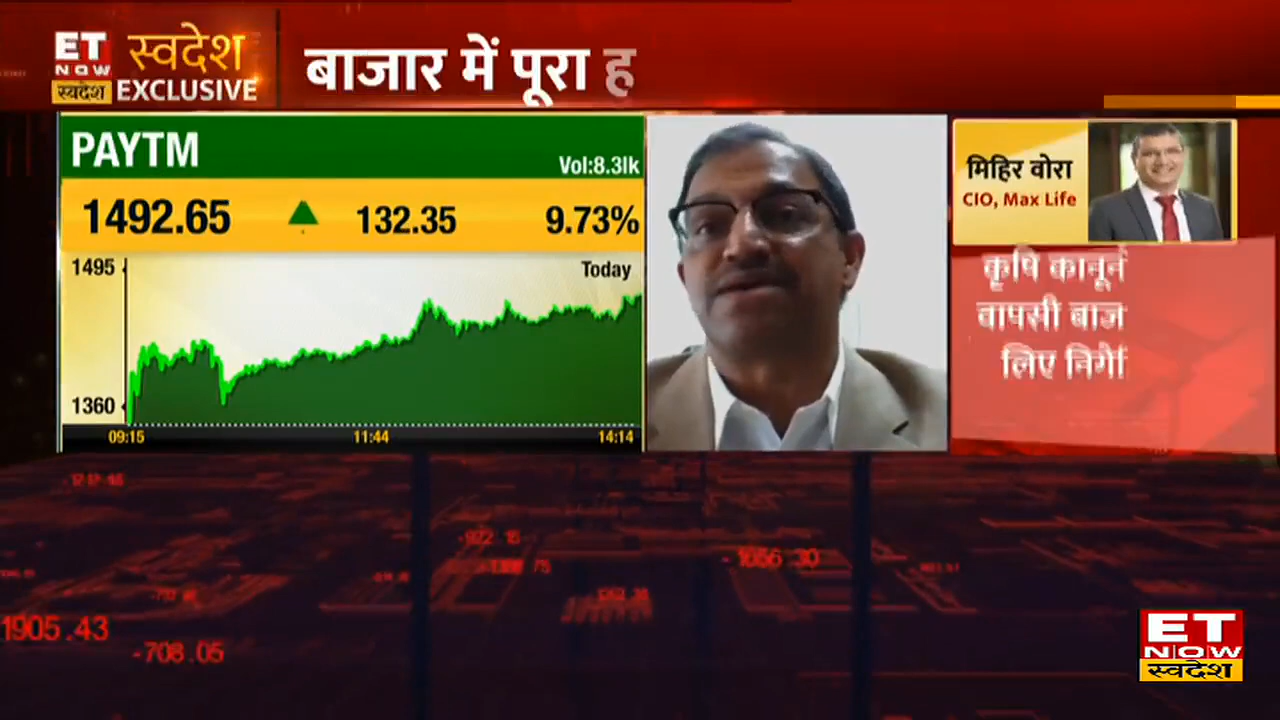 ET
NOW
स्वदेश
स्वदेश
EXCLUSIVE
बाजार में पूरा ह
PAYTM
Vol:8.3lk
1492.65 ▲ 132.35 9.73%
1495
Today
1360
09:15 11:44 14:14
मिहिर वोरा
CIO, Max Life
कृषि कानून
वापसी बाज
लिए निगे
-1056.30
1905.43
-708.05
ET
NOW
स्वदेश